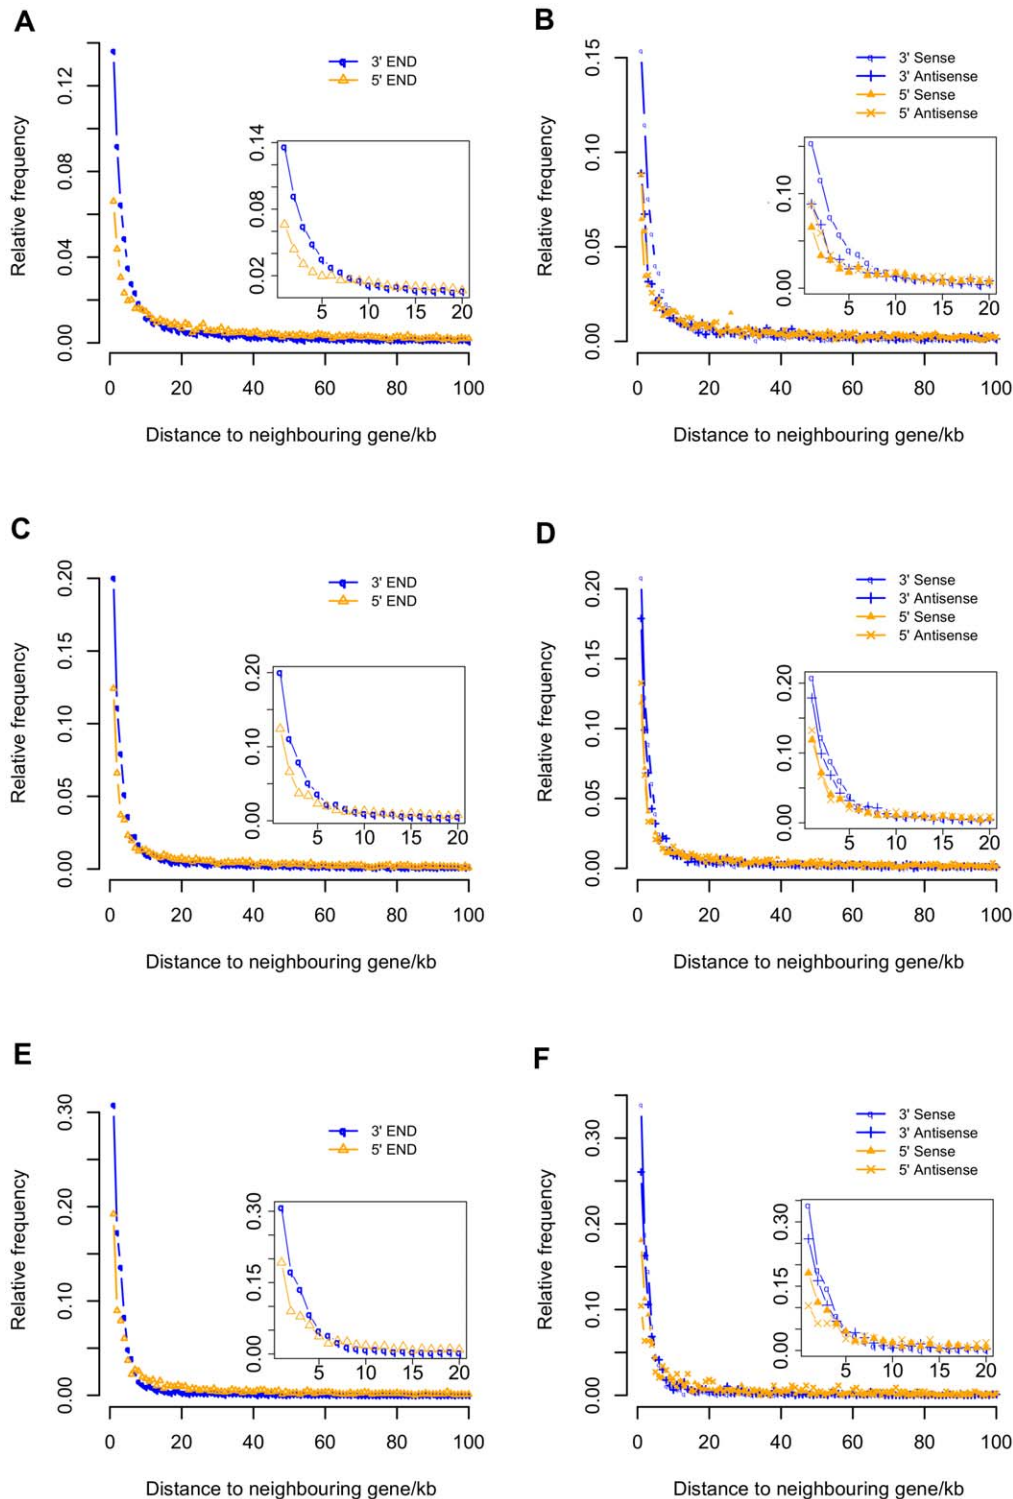 A
Relative frequency
0.00 0.04 0.08 0.12
3' END
5' END
0.02 0.08 0.14
5 10 15 20
0 20 40 60 80 100
Distance to neighbouring gene/kb
B
Relative frequency
0.00 0.05 0.10 0.15
3' Sense
3' Antisense
5' Sense
5' Antisense
0.00 0.10
5 10 15 20
0 20 40 60 80 100
Distance to neighbouring gene/kb
C
Relative frequency
0.00 0.05 0.10 0.15 0.20
3' END
5' END
0.00 0.10 0.20
5 10 15 20
0 20 40 60 80 100
Distance to neighbouring gene/kb
D
Relative frequency
0.00 0.05 0.10 0.15 0.20
3' Sense
3' Antisense
5' Sense
5' Antisense
0.00 0.10 0.20
5 10 15 20
0 20 40 60 80 100
Distance to neighbouring gene/kb
E
Relative frequency
0.00 0.10 0.20 0.30
3' END
5' END
0.00 0.15 0.30
5 10 15 20
0 20 40 60 80 100
Distance to neighbouring gene/kb
F
Relative frequency
0.00 0.10 0.20 0.30
3' Sense
3' Antisense
5' Sense
5' Antisense
0.00 0.15 0.30
5 10 15 20
0 20 40 60 80 100
Distance to neighbouring gene/kb